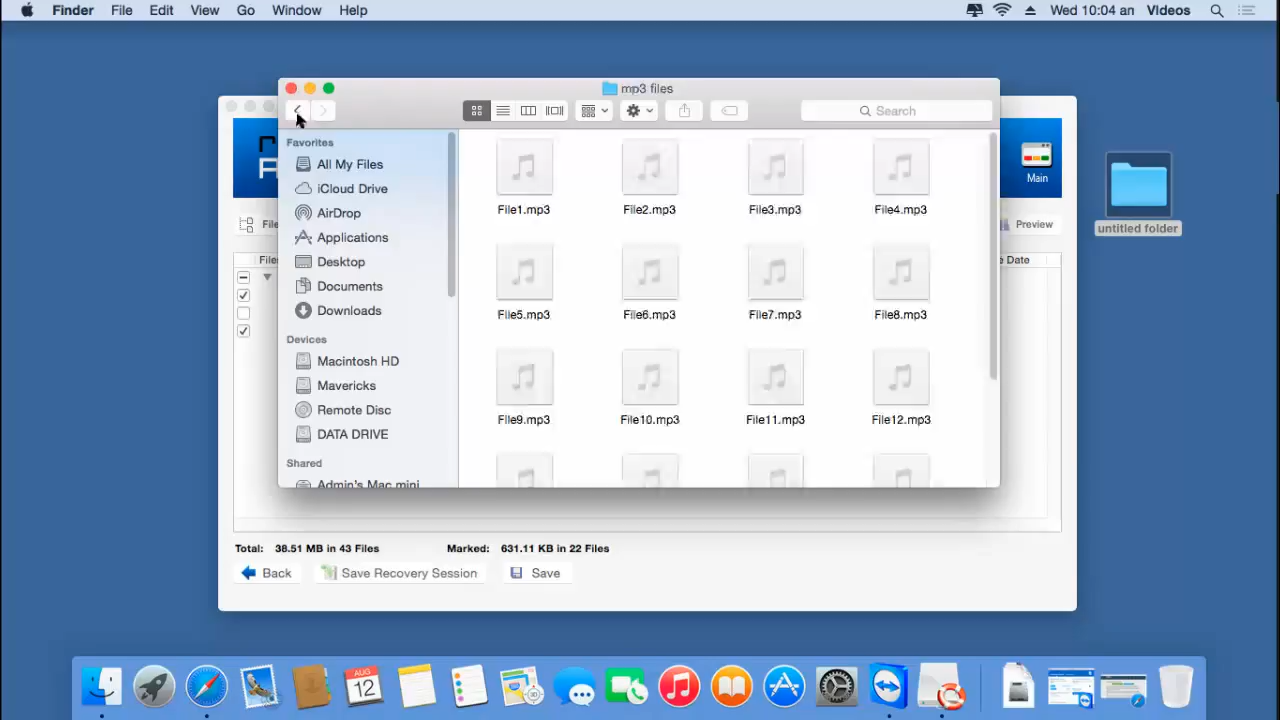 Finder File Edit View Go Window Help Wed 10:04 an Videos
mp3 files
Search
Favorites
All My Files
iCloud Drive
AirDrop
Applications
Desktop
Documents
Downloads
Devices
Macintosh HD
Mavericks
Remote Disc
DATA DRIVE
Shared
Admin's Mac mini
File1.mp3 File2.mp3 File3.mp3 File4.mp3
File5.mp3 File6.mp3 File7.mp3 File8.mp3
File9.mp3 File10.mp3 File11.mp3 File12.mp3
Main
Preview
untitled folder
e Date
Total: 38.51 MB in 43 Files Marked: 631.11 KB in 22 Files
Back Save Recovery Session Save
AUG
12